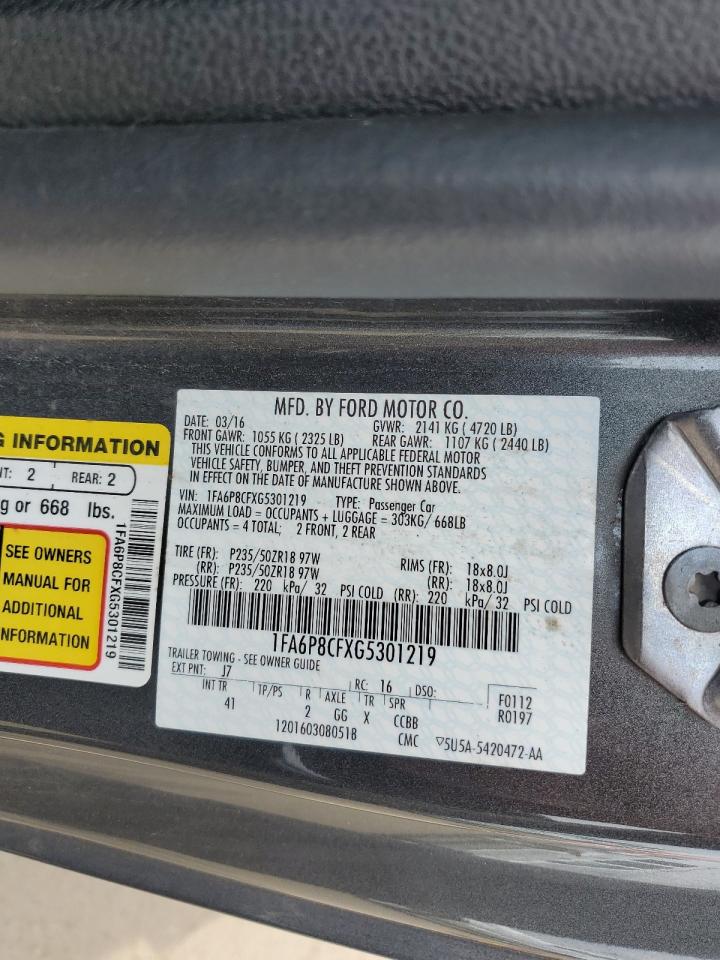 MFD. BY FORD MOTOR CO.
DATE: 03/16 GVWR: 2141 KG ( 4720 LB)
FRONT GAWR: 1055 KG ( 2325 LB) REAR GAWR: 1107 KG ( 2440 LB)
THIS VEHICLE CONFORMS TO ALL APPLICABLE FEDERAL MOTOR
VEHICLE SAFETY, BUMPER, AND THEFT PREVENTION STANDARDS
IN EFFECT ON THE DATE OF MANUFACTURE SHOWN ABOVE.
VIN: 1FA6P8CFXG5301219 TYPE: Passenger Car
MAXIMUM LOAD = OCCUPANTS + LUGGAGE = 303KG/ 668LB
OCCUPANTS = 4 TOTAL; 2 FRONT, 2 REAR
TIRE (FR): P235/50ZR18 97W RIMS (FR): 18x8.0J
(RR): P235/50ZR18 97W (RR): 18x8.0J
PRESSURE (FR): 220 kPa/ 32 PSI COLD (RR): 220 kPa/ 32 PSI COLD
1FA6P8CFXG5301219
TRAILER TOWING - SEE OWNER GUIDE
EXT PNT: J7 RC: 16 DSO: F0112
R0197
INT TR TP/PS R AXLE TR SPR
41 2 GG X CCBB
1201603080518 CMC ▽5U5A-5420472-AA
G INFORMATION
NT: 2 REAR: 2
g or 668 lbs.
SEE OWNERS
MANUAL FOR
ADDITIONAL
INFORMATION
1FA6P8CFXG5301219